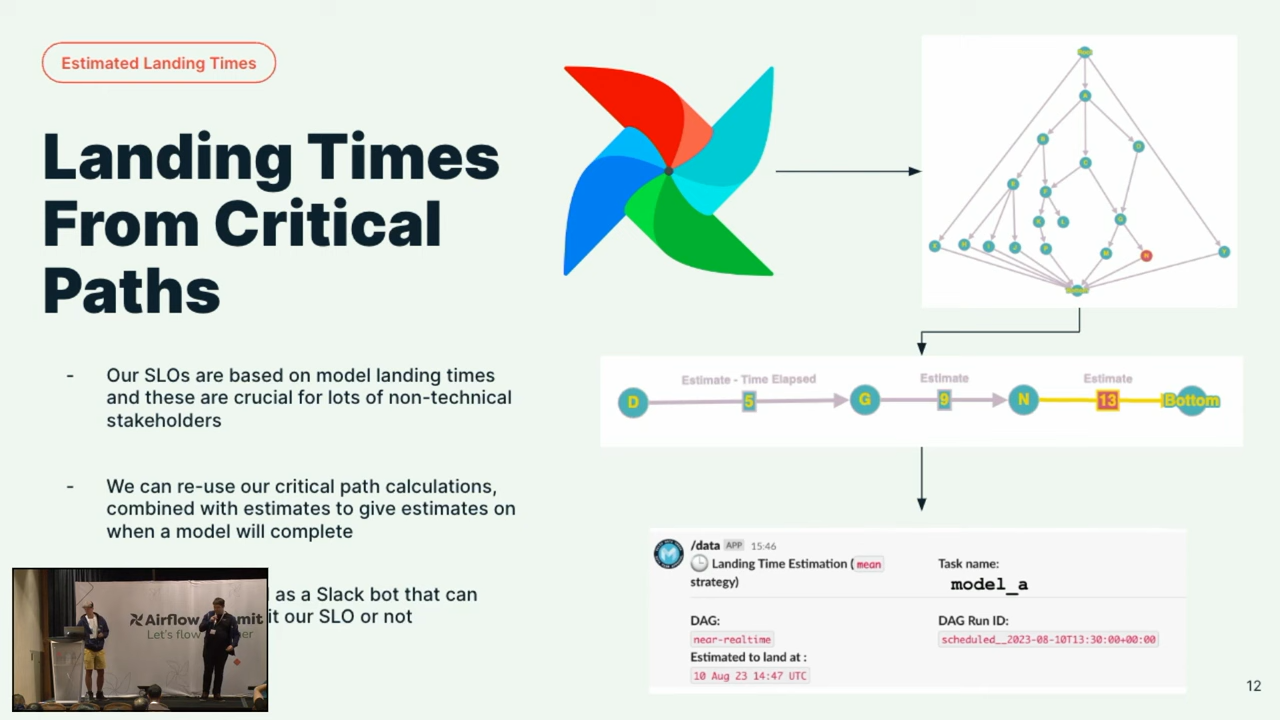 Estimated Landing Times
Landing Times
From Critical
Paths
- Our SLOs are based on model landing times
and these are crucial for lots of non-technical
stakeholders
- We can re-use our critical path calculations,
combined with estimates to give estimates on
when a model will complete
as a Slack bot that can
it our SLO or not
A
B
D
G
N
Estimate - Time Elapsed
Estimate
Estimate
D
5
G
9
N
13
Bottom
/data APP 15:46
Landing Time Estimation ( mean
strategy)
Task name:
model_a
DAG:
near-realtime
DAG Run ID:
scheduled__2023-08-10T13:30:00+00:00
Estimated to land at :
10 Aug 23 14:47 UTC
Airflow
mit
Let's flow
12